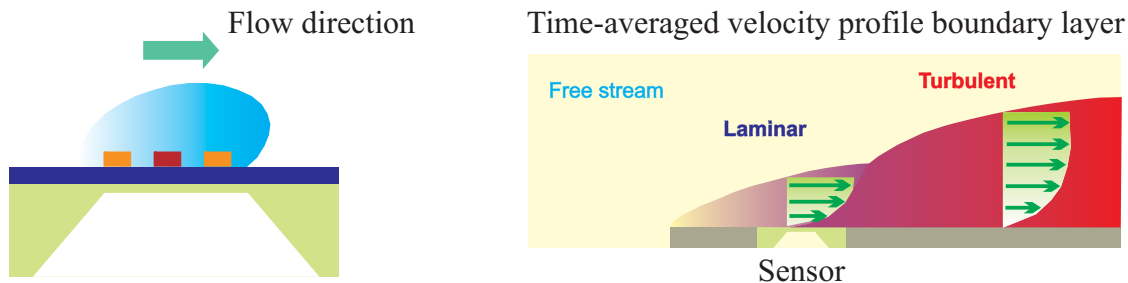 Flow direction
Time-averaged velocity profile boundary layer
Free stream
Turbulent
Laminar
Sensor